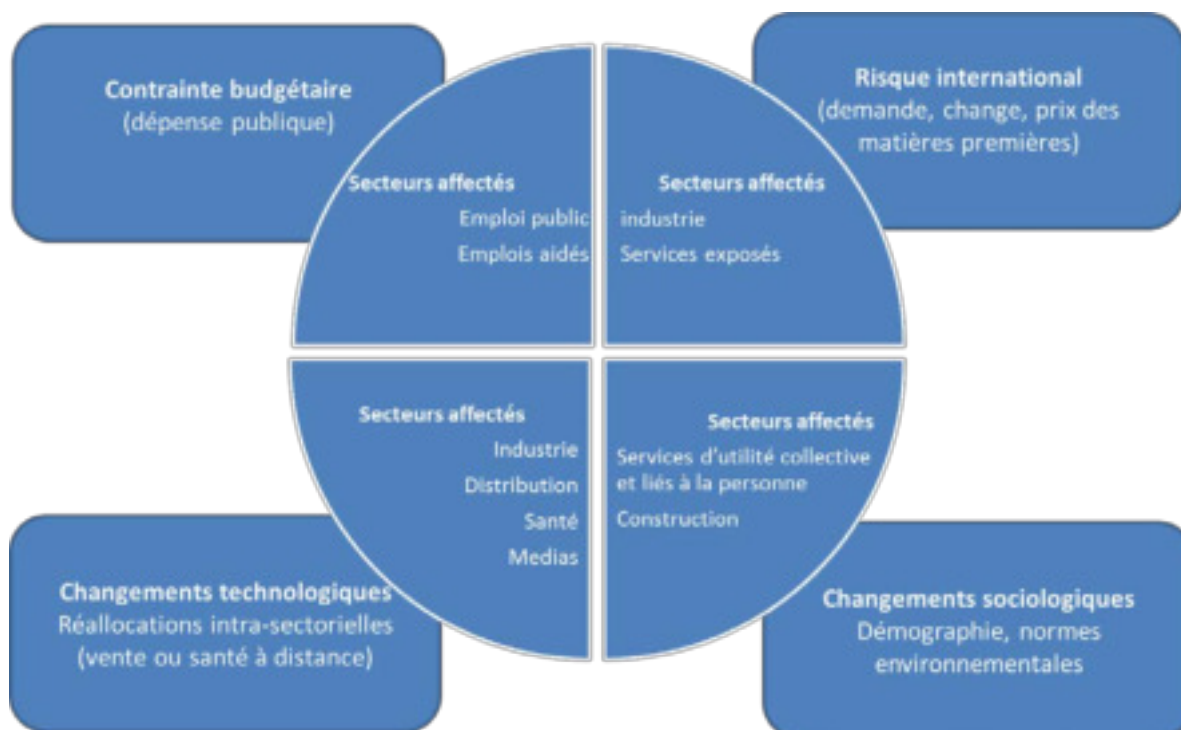 Contrainte budgétaire
(dépense publique)
Risque international
(demande, change, prix des
matières premières)
Secteurs affectés
Emploi public
Emplois aidés
Secteurs affectés
industrie
Services exposés
Secteurs affectés
Industrie
Distribution
Santé
Medias
Secteurs affectés
Services d'utilité collective
et liés à la personne
Construction
Changements technologiques
Réallocations intra-sectorielles
(vente ou santé à distance)
Changements sociologiques
Démographie, normes
environnementales